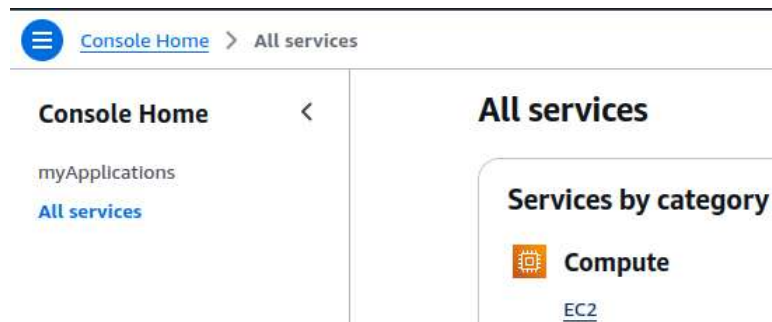 Console Home > All services
Console Home
myApplications
All services
All services
Services by category
Compute
EC2